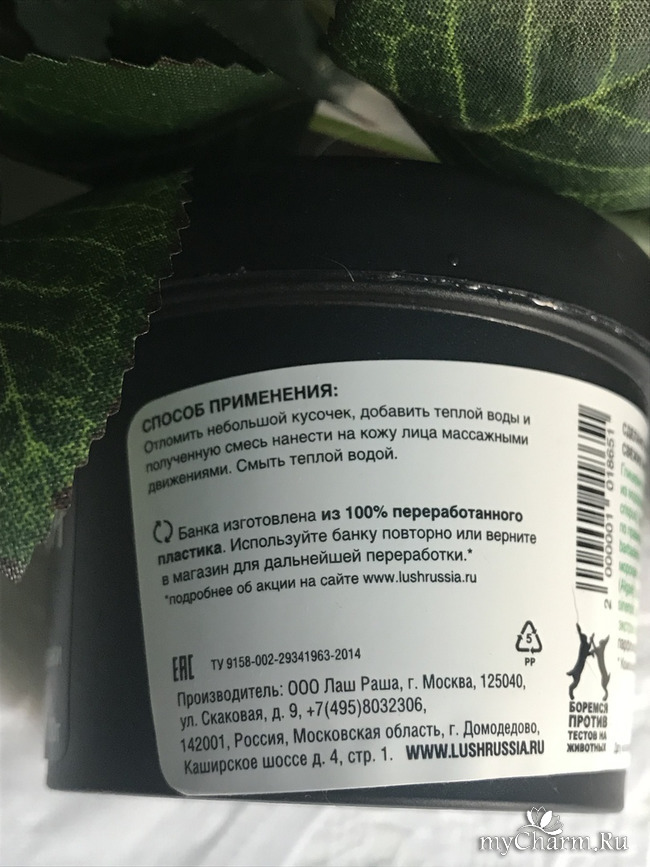 СПОСОБ ПРИМЕНЕНИЯ:
Отломить небольшой кусочек, добавить теплой воды и
полученную смесь нанести на кожу лица массажными
движениями. Смыть теплой водой.
Банка изготовлена из 100% переработанного
пластика. Используйте банку повторно или верните
в магазин для дальнейшей переработки.*
*подробнее об акции на сайте www.lushrussia.ru
EAC ТУ 9158-002-29341963-2014
5
PP
Производитель: ООО Лаш Раша, г. Москва, 125040,
ул. Скаковая, д. 9, +7(495)8032306,
142001, Россия, Московская область, г. Домодедово,
Каширское шоссе д. 4, стр. 1. WWW.LUSHRUSSIA.RU
2 000001 018651
БОРЕМСЯ
ПРОТИВ
ТЕСТОВ НА
ЖИВОТНЫХ
myCharm.Ru